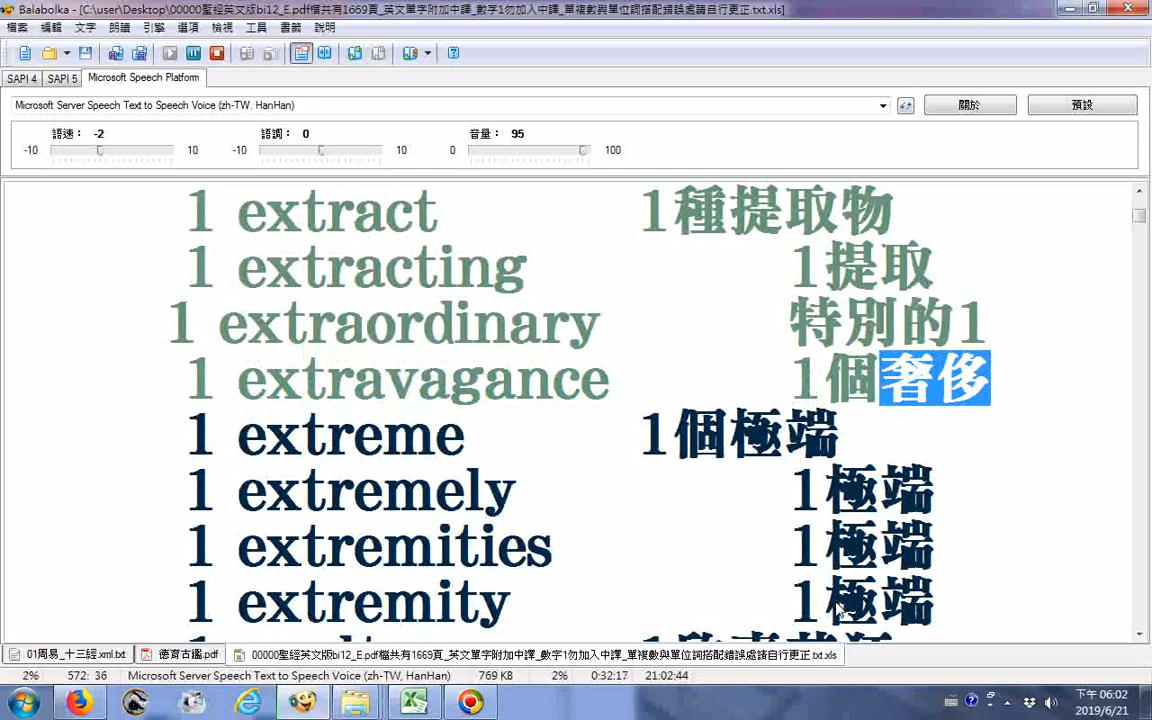 Balabolka - [C:\user\Desktop\00000聖經英文版bi12_E.pdf檔共有1669頁_英文單字附加中譯_數字1勿加入中譯_單複數與單位詞搭配錯誤處請自行更正.txt.xls]
檔案 編輯 文字 朗讀 引擎 選項 檢視 工具 書籤 說明
SAPI 4 SAPI 5 Microsoft Speech Platform
Microsoft Server Speech Text to Speech Voice (zh-TW, HanHan) 關於 預設
語速： -2 語調： 0 音量： 95
-10 10 -10 10 0 100
1 extract 1種提取物
1 extracting 1提取
1 extraordinary 特別的1
1 extravagance 1個奢侈
1 extreme 1個極端
1 extremely 1極端
1 extremities 1極端
1 extremity 1極端
01周易_十三經.xml.txt 德育古鑑.pdf 00000聖經英文版bi12_E.pdf檔共有1669頁_英文單字附加中譯_數字1勿加入中譯_單複數與單位詞搭配錯誤處請自行更正.txt.xls
2% 572: 36 Microsoft Server Speech Text to Speech Voice (zh-TW, HanHan) 769 KB 2% 0:32:17 21:02:44
下午 06:02
2019/6/21